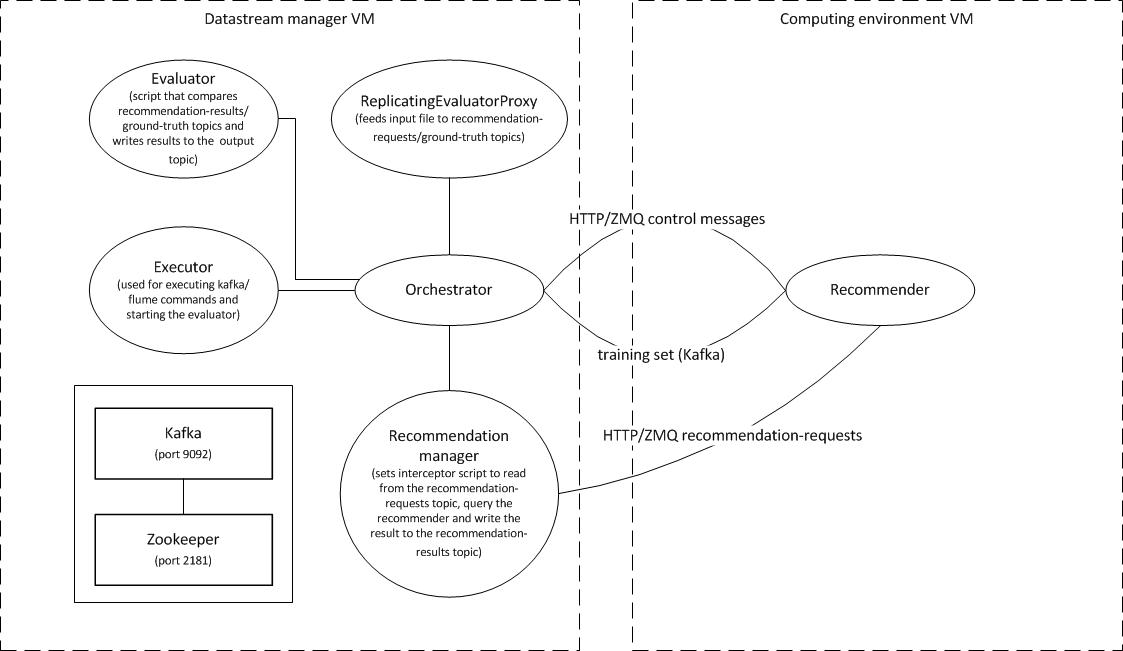 Datastream manager VM
Computing environment VM
Evaluator
(script that compares
recommendation-results/
ground-truth topics and
writes results to the output
topic)
ReplicatingEvaluatorProxy
(feeds input file to recommendation-
requests/ground-truth topics)
HTTP/ZMQ control messages
Executor
(used for executing kafka/
flume commands and
starting the evaluator)
Orchestrator
Recommender
training set (Kafka)
Kafka
(port 9092)
Zookeeper
(port 2181)
Recommendation
manager
(sets interceptor script to read
from the recommendation-
requests topic, query the
recommender and write the
result to the recommendation-
results topic)
HTTP/ZMQ recommendation-requests